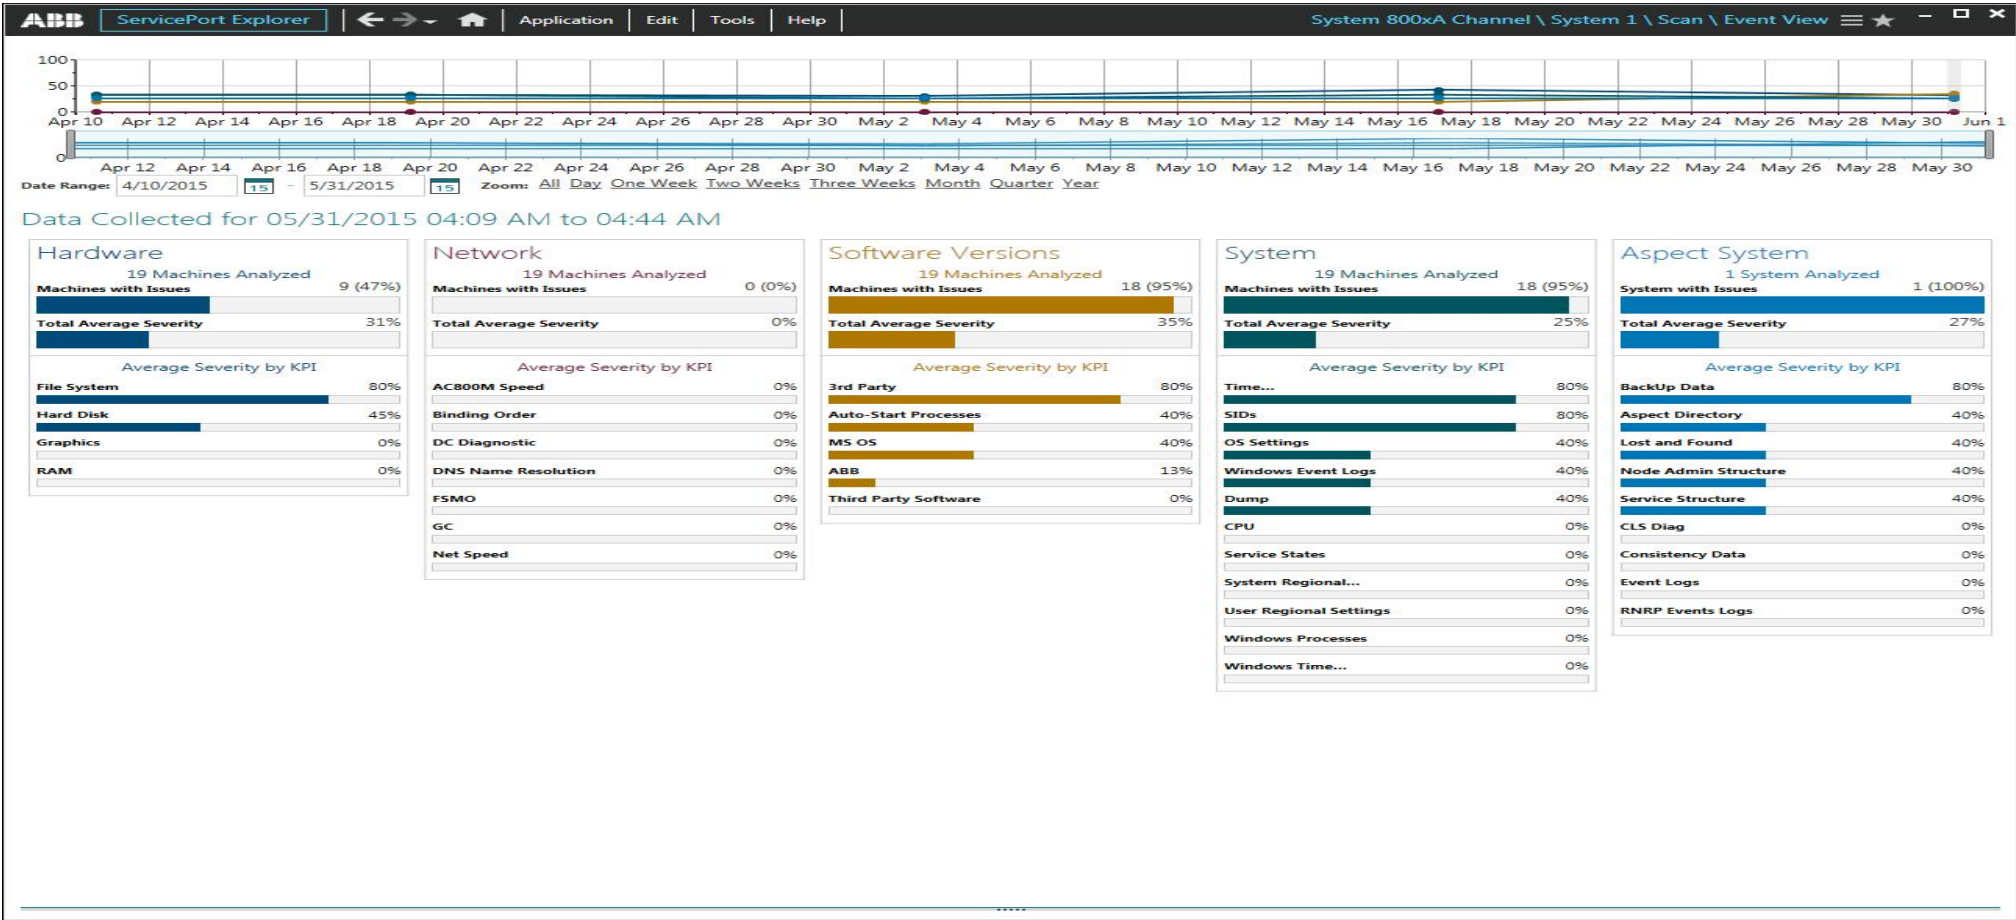 ABB ServicePort Explorer Application Edit Tools Help System 800xA Channel \ System 1 \ Scan \ Event View
100
50
0
Apr 10 Apr 12 Apr 14 Apr 16 Apr 18 Apr 20 Apr 22 Apr 24 Apr 26 Apr 28 Apr 30 May 2 May 4 May 6 May 8 May 10 May 12 May 14 May 16 May 18 May 20 May 22 May 24 May 26 May 28 May 30 Jun 1
0
Apr 12 Apr 14 Apr 16 Apr 18 Apr 20 Apr 22 Apr 24 Apr 26 Apr 28 Apr 30 May 2 May 4 May 6 May 8 May 10 May 12 May 14 May 16 May 18 May 20 May 22 May 24 May 26 May 28 May 30
Date Range: 4/10/2015 15 - 5/31/2015 15 Zoom: All Day One Week Two Weeks Three Weeks Month Quarter Year
Data Collected for 05/31/2015 04:09 AM to 04:44 AM
Hardware
19 Machines Analyzed
Machines with Issues 9 (47%)
Total Average Severity 31%
Average Severity by KPI
File System 80%
Hard Disk 45%
Graphics 0%
RAM 0%
Network
19 Machines Analyzed
Machines with Issues 0 (0%)
Total Average Severity 0%
Average Severity by KPI
AC800M Speed 0%
Binding Order 0%
DC Diagnostic 0%
DNS Name Resolution 0%
FSMO 0%
GC 0%
Net Speed 0%
Software Versions
19 Machines Analyzed
Machines with Issues 18 (95%)
Total Average Severity 35%
Average Severity by KPI
3rd Party 80%
Auto-Start Processes 40%
MS OS 40%
ABB 13%
Third Party Software 0%
System
19 Machines Analyzed
Machines with Issues 18 (95%)
Total Average Severity 25%
Average Severity by KPI
Time... 80%
SIDs 80%
OS Settings 40%
Windows Event Logs 40%
Dump 40%
CPU 0%
Service States 0%
System Regional... 0%
User Regional Settings 0%
Windows Processes 0%
Windows Time... 0%
Aspect System
1 System Analyzed
System with Issues 1 (100%)
Total Average Severity 27%
Average Severity by KPI
BackUp Data 80%
Aspect Directory 40%
Lost and Found 40%
Node Admin Structure 40%
Service Structure 40%
CLS Diag 0%
Consistency Data 0%
Event Logs 0%
RNRP Events Logs 0%